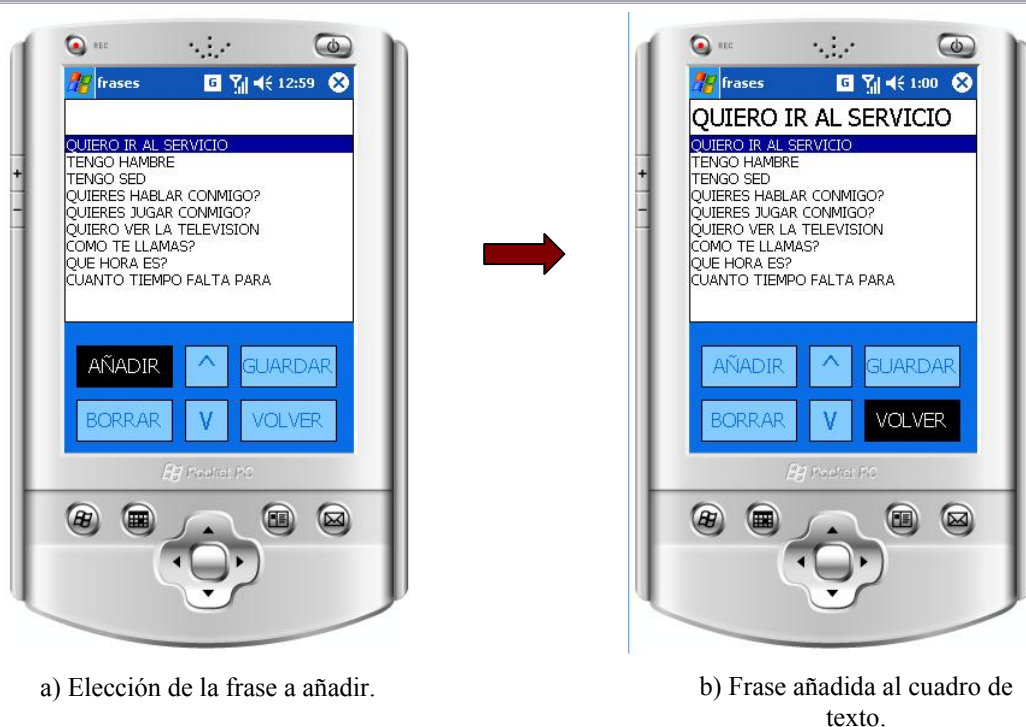 REC
frases G 12:59
QUIERO IR AL SERVICIO
TENGO HAMBRE
TENGO SED
QUIERES HABLAR CONMIGO?
QUIERES JUGAR CONMIGO?
QUIERO VER LA TELEVISION
COMO TE LLAMAS?
QUE HORA ES?
CUANTO TIEMPO FALTA PARA
AÑADIR ^ GUARDAR
BORRAR V VOLVER
Pocket PC
+
-
a) Elección de la frase a añadir.
REC
frases G 1:00
QUIERO IR AL SERVICIO
QUIERO IR AL SERVICIO
TENGO HAMBRE
TENGO SED
QUIERES HABLAR CONMIGO?
QUIERES JUGAR CONMIGO?
QUIERO VER LA TELEVISION
COMO TE LLAMAS?
QUE HORA ES?
CUANTO TIEMPO FALTA PARA
AÑADIR ^ GUARDAR
BORRAR V VOLVER
Pocket PC
+
-
b) Frase añadida al cuadro de
texto.